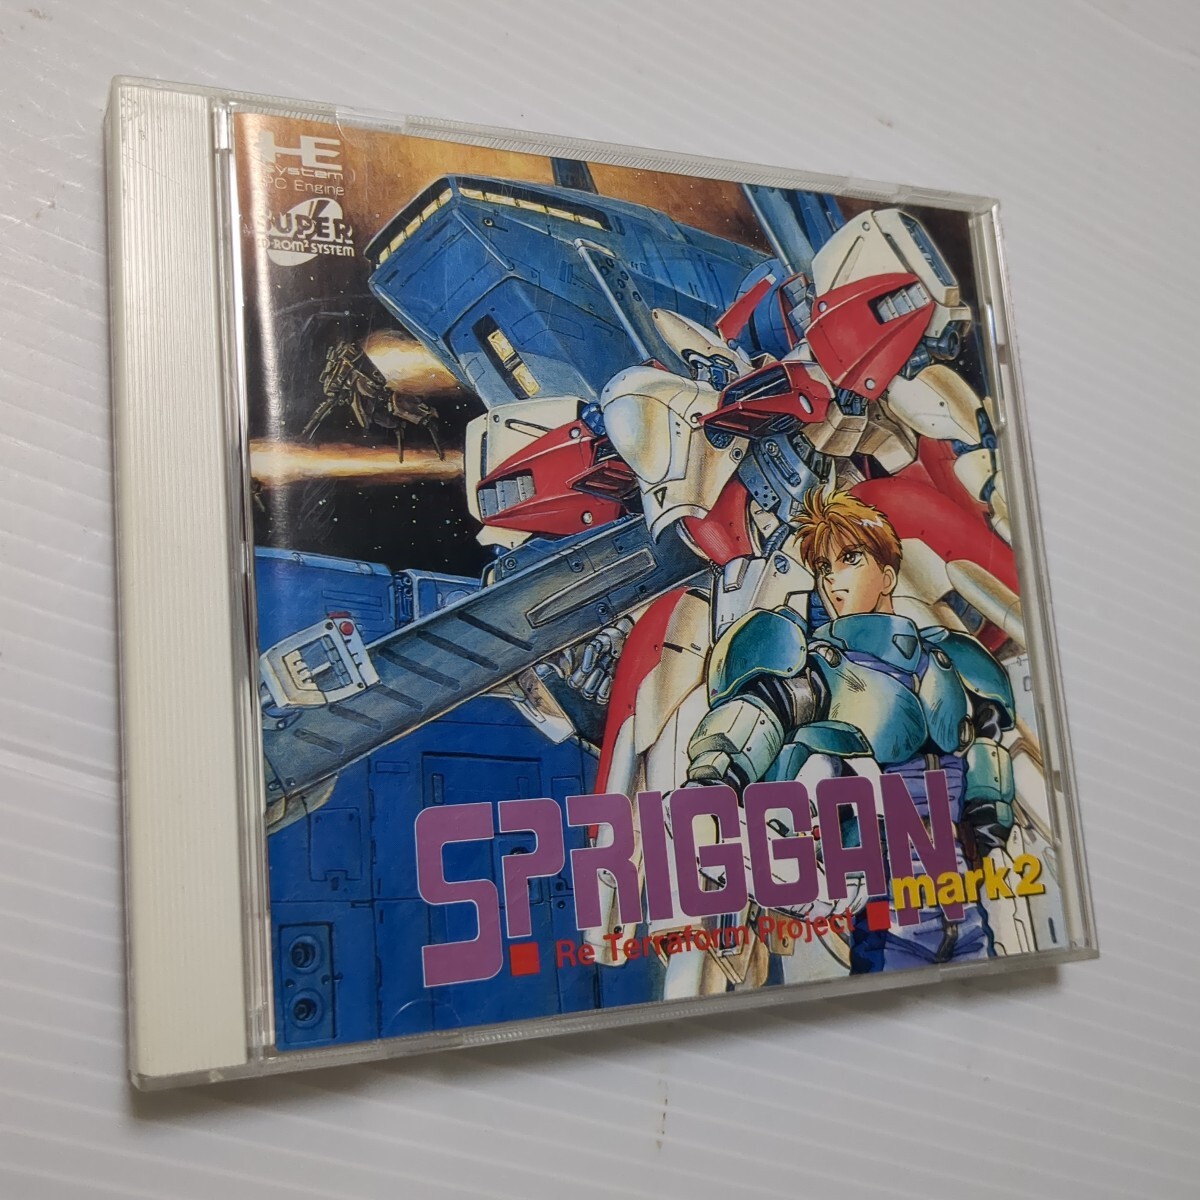 HE
System
PC Engine
SUPER
CD-ROM² SYSTEM
SPRIGGAN
mark2
Re Terraform Project